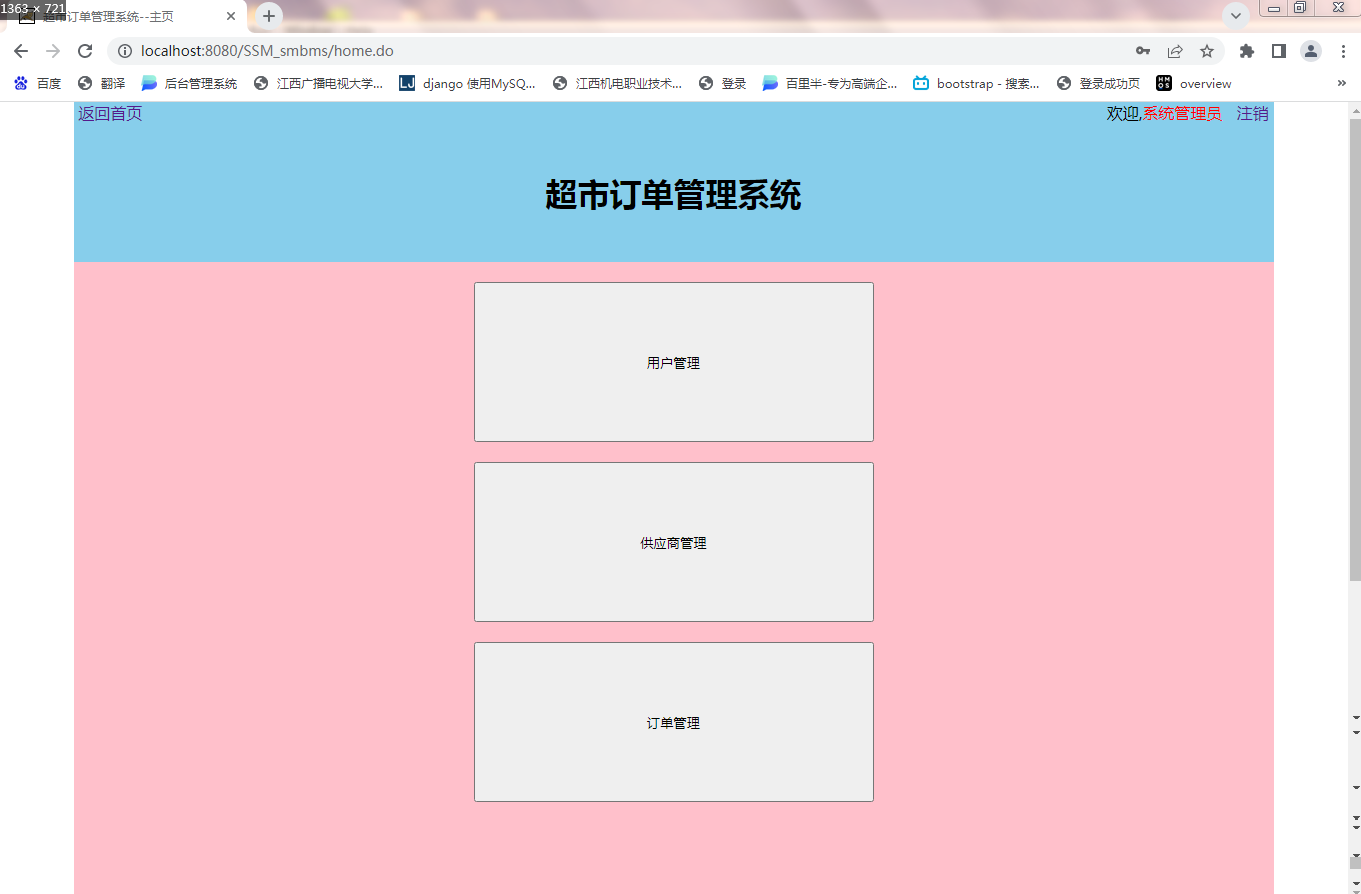 1363 × 721
超市订单管理系统--主页
localhost:8080/SSM_smbms/home.do
百度 翻译 后台管理系统 江西广播电视大学... LJ django 使用MySQ... 江西机电职业技术... 登录 百里半-专为高端企... bootstrap - 搜索... 登录成功页 HM OS overview
返回首页 欢迎,系统管理员 注销
超市订单管理系统
用户管理
供应商管理
订单管理